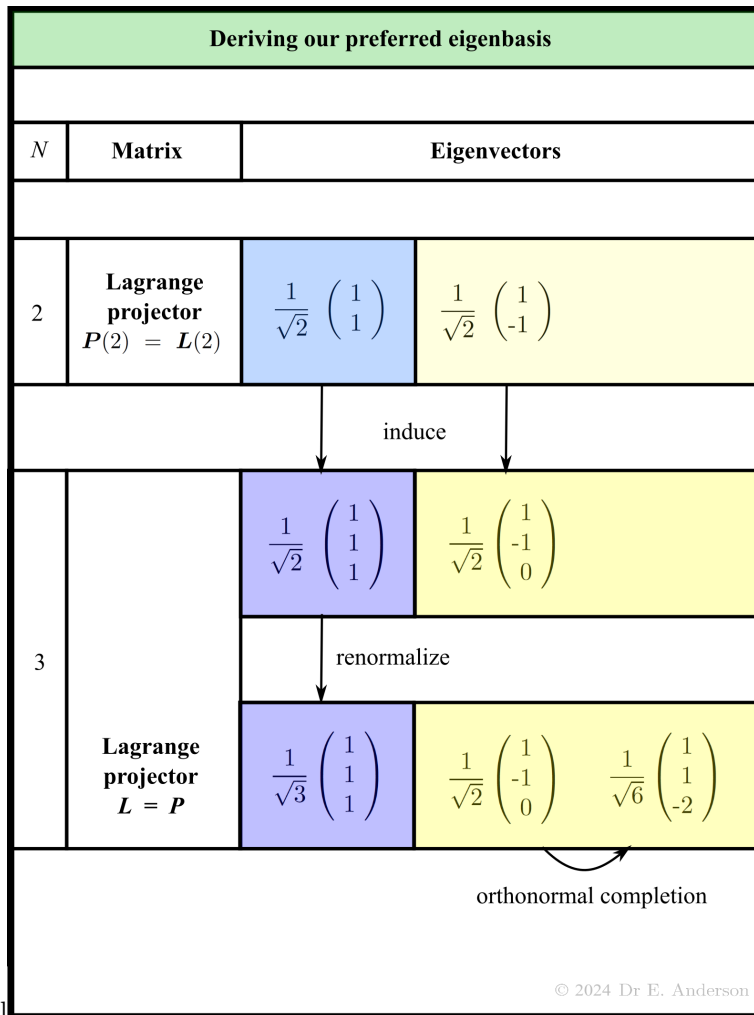 Deriving our preferred eigenbasis
N Matrix Eigenvectors
2
Lagrange
projector
P(2) = L(2)
1/√2 ( 1 1 )
1/√2 ( 1 -1 )
induce
3
1/√2 ( 1 1 1 )
1/√2 ( 1 -1 0 )
renormalize
Lagrange
projector
L = P
1/√3 ( 1 1 1 )
1/√2 ( 1 -1 0 )
1/√6 ( 1 1 -2 )
orthonormal completion
© 2024 Dr E. Anderson
]